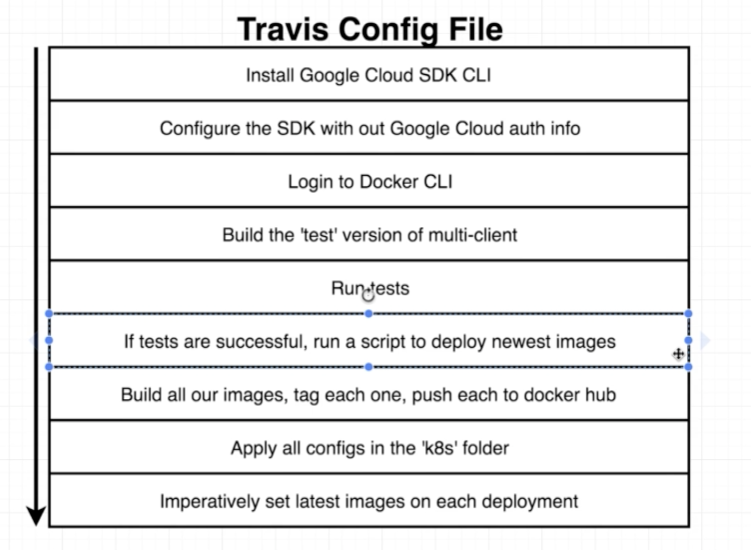 Travis Config File
Install Google Cloud SDK CLI
Configure the SDK with out Google Cloud auth info
Login to Docker CLI
Build the 'test' version of multi-client
Run tests
If tests are successful, run a script to deploy newest images
Build all our images, tag each one, push each to docker hub
Apply all configs in the 'k8s' folder
Imperatively set latest images on each deployment